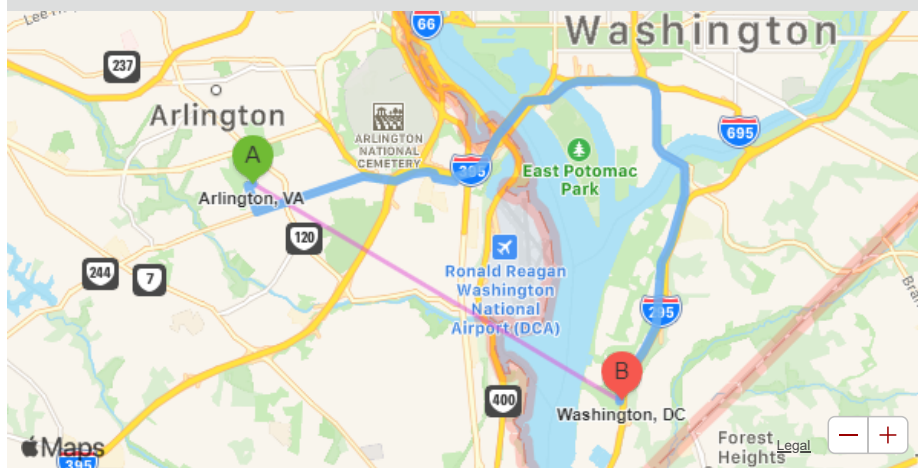 Lee H
66
Washington
237
Arlington
ARLINGTON
NATIONAL
CEMETERY
695
A
395
East Potomac
Park
Arlington, VA
120
244
7
Ronald Reagan
Washington
National
Airport (DCA)
295
B
400
Washington, DC
Maps
395
Forest
Heights
Legal
− +